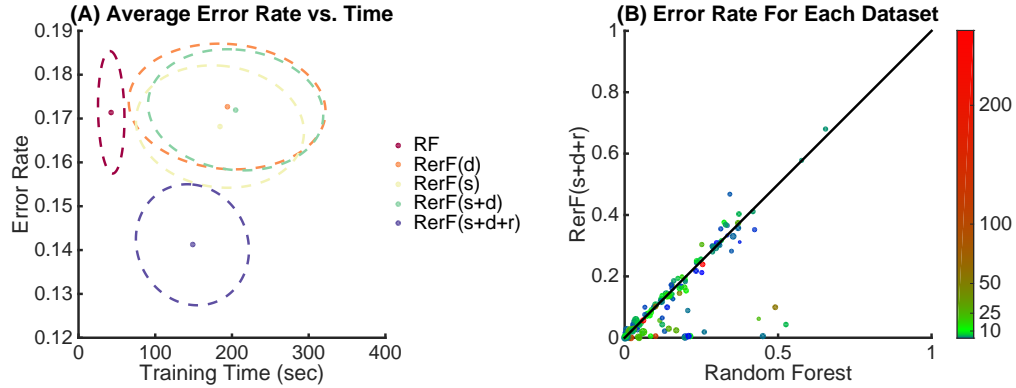 (A) Average Error Rate vs. Time
0.19
0.18
0.17
0.16
0.15
0.14
0.13
0.12
Error Rate
0
100
200
300
400
Training Time (sec)
RF
RerF(d)
RerF(s)
RerF(s+d)
RerF(s+d+r)
(B) Error Rate For Each Dataset
1
0.8
0.6
0.4
0.2
0
RerF(s+d+r)
0
1
Random Forest
200
100
50
25
10